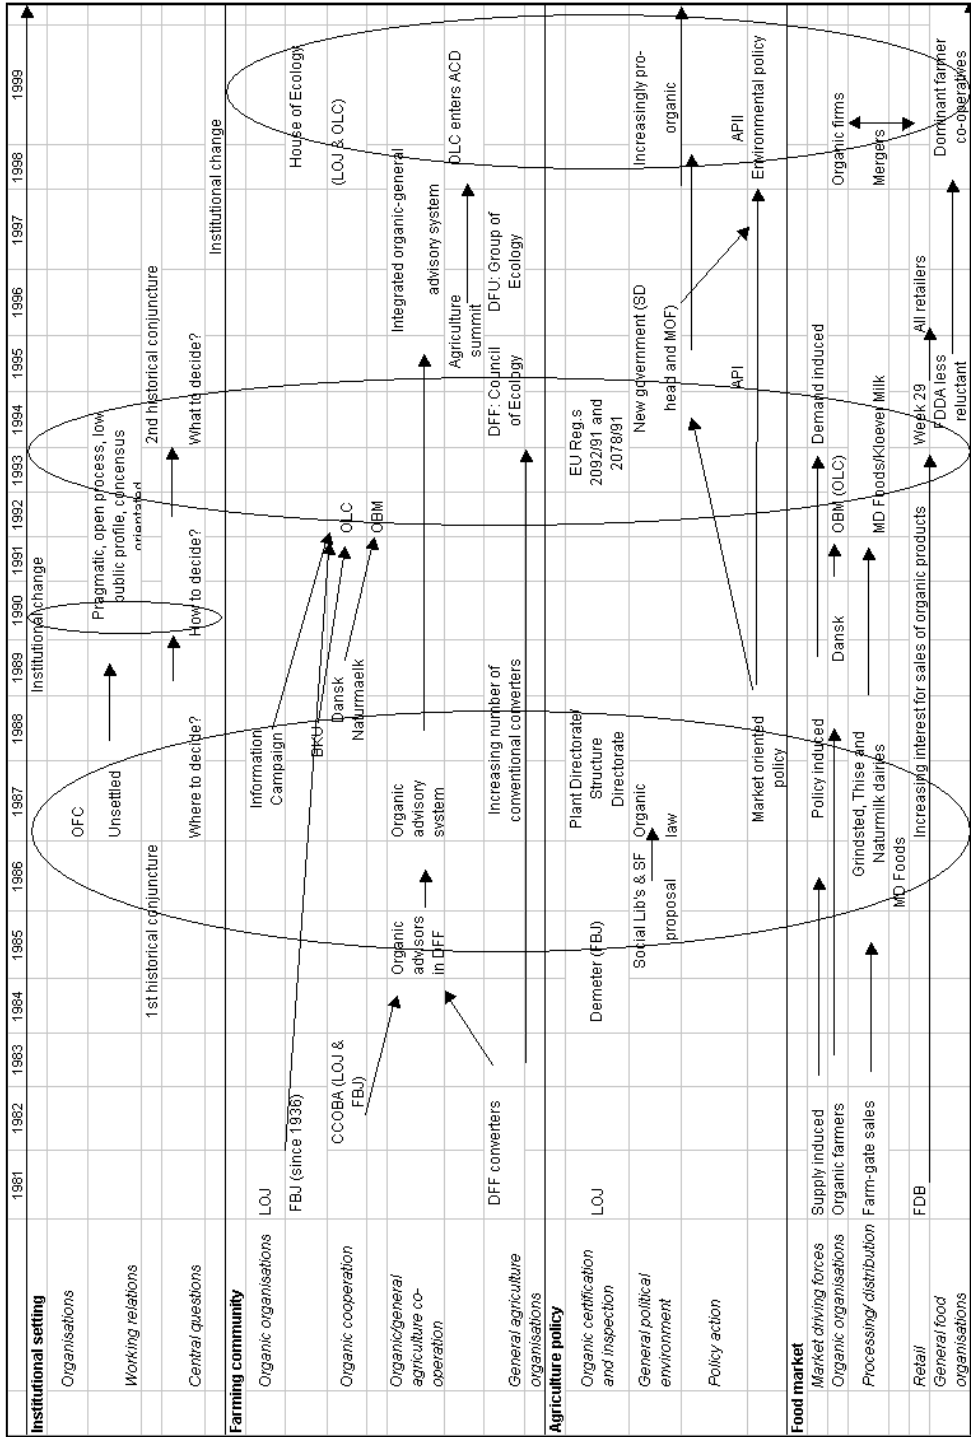 1981
1982
1983
1984
1985
1986
1987
1988
1989
1990
1991
1992
1993
1994
1995
1996
1997
1998
1999
Institutional setting
Institutional change
Institutional change
Organisations
OFC
Working relations
Unsettled
Pragmatic, open process, low
public profile, concensus
orientated
1st historical conjuncture
2nd historical conjuncture
Central questions
Where to decide?
How to decide?
What to decide?
Farming community
Organic organisations
LOJ
FBJ (since 1936)
Information
Campaign
BKU
House of Ecology
(LOJ & OLC)
Organic cooperation
CCOBA (LOJ &
FBJ)
Dansk
Naturmaelk
OLC
OBM
Organic/general
agriculture co-
operation
Organic
advisors
in DFF
Organic
advisory
system
Integrated organic-general
advisory system
Agriculture
summit
OLC enters ACD
General agriculture
organisations
DFF converters
Increasing number of
conventional converters
DFF: Council
of Ecology
DFU: Group of
Ecology
Agriculture policy
Organic certification
and inspection
LOJ
Demeter (FBJ)
Plant Directorate/
Structure
Directorate
EU Reg.s
2092/91 and
2078/91
General political
environment
Social Lib's & SF
proposal
Organic
law
New government (SD
head and MOF)
Increasingly pro-
organic
Policy action
Market oriented
policy
API
APII
Environmental policy
Food market
Market driving forces
Supply induced
Policy induced
Demand induced
Organic organisations
Organic farmers
Dansk
OBM (OLC)
Organic firms
Processing/ distribution
Farm-gate sales
Grindsted, Thise and
Naturmilk dairies
MD Foods
MD Foods/Kloever Milk
Mergers
Retail
FDB
Increasing interest for sales of organic products
Week 29
All retailers
General food
organisations
FDDA less
reluctant
Dominant farmer
co-operatives